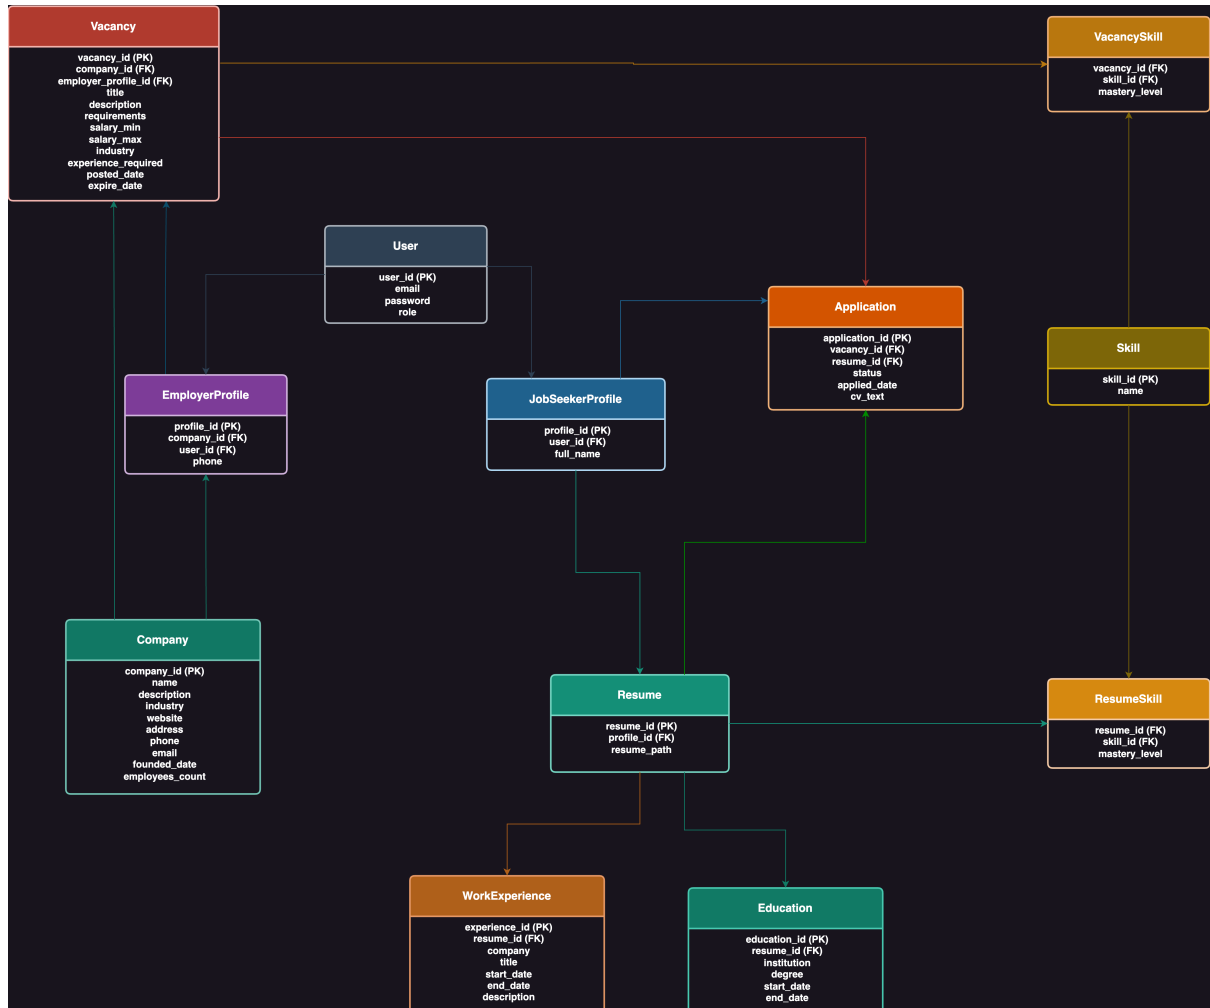 Vacancy
vacancy_id (PK)
company_id (FK)
employer_profile_id (FK)
title
description
requirements
salary_min
salary_max
industry
experience_required
posted_date
expire_date
VacancySkill
vacancy_id (FK)
skill_id (FK)
mastery_level
User
user_id (PK)
email
password
role
Application
application_id (PK)
vacancy_id (FK)
resume_id (FK)
status
applied_date
cv_text
Skill
skill_id (PK)
name
EmployerProfile
profile_id (PK)
company_id (FK)
user_id (FK)
phone
JobSeekerProfile
profile_id (PK)
user_id (FK)
full_name
Company
company_id (PK)
name
description
industry
website
address
phone
email
founded_date
employees_count
Resume
resume_id (PK)
profile_id (FK)
resume_path
ResumeSkill
resume_id (FK)
skill_id (FK)
mastery_level
WorkExperience
experience_id (PK)
resume_id (FK)
company
title
start_date
end_date
description
Education
education_id (PK)
resume_id (FK)
institution
degree
start_date
end_date